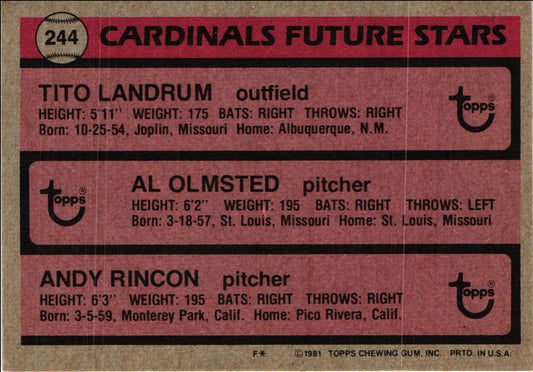 244 CARDINALS FUTURE STARS
TITO LANDRUM outfield
HEIGHT: 5'11" WEIGHT: 175 BATS: RIGHT THROWS: RIGHT
Born: 10-25-54, Joplin, Missouri Home: Albuquerque, N.M.
Topps®
AL OLMSTED pitcher
HEIGHT: 6'2" WEIGHT: 195 BATS: RIGHT THROWS: LEFT
Born: 3-18-57, St. Louis, Missouri Home: St. Louis, Missouri
Topps®
ANDY RINCON pitcher
HEIGHT: 6'3" WEIGHT: 195 BATS: RIGHT THROWS: RIGHT
Born: 3-5-59, Monterey Park, Calif. Home: Pico Rivera, Calif.
Topps®
F* ©1981 TOPPS CHEWING GUM, INC. PRTD. IN U.S.A.